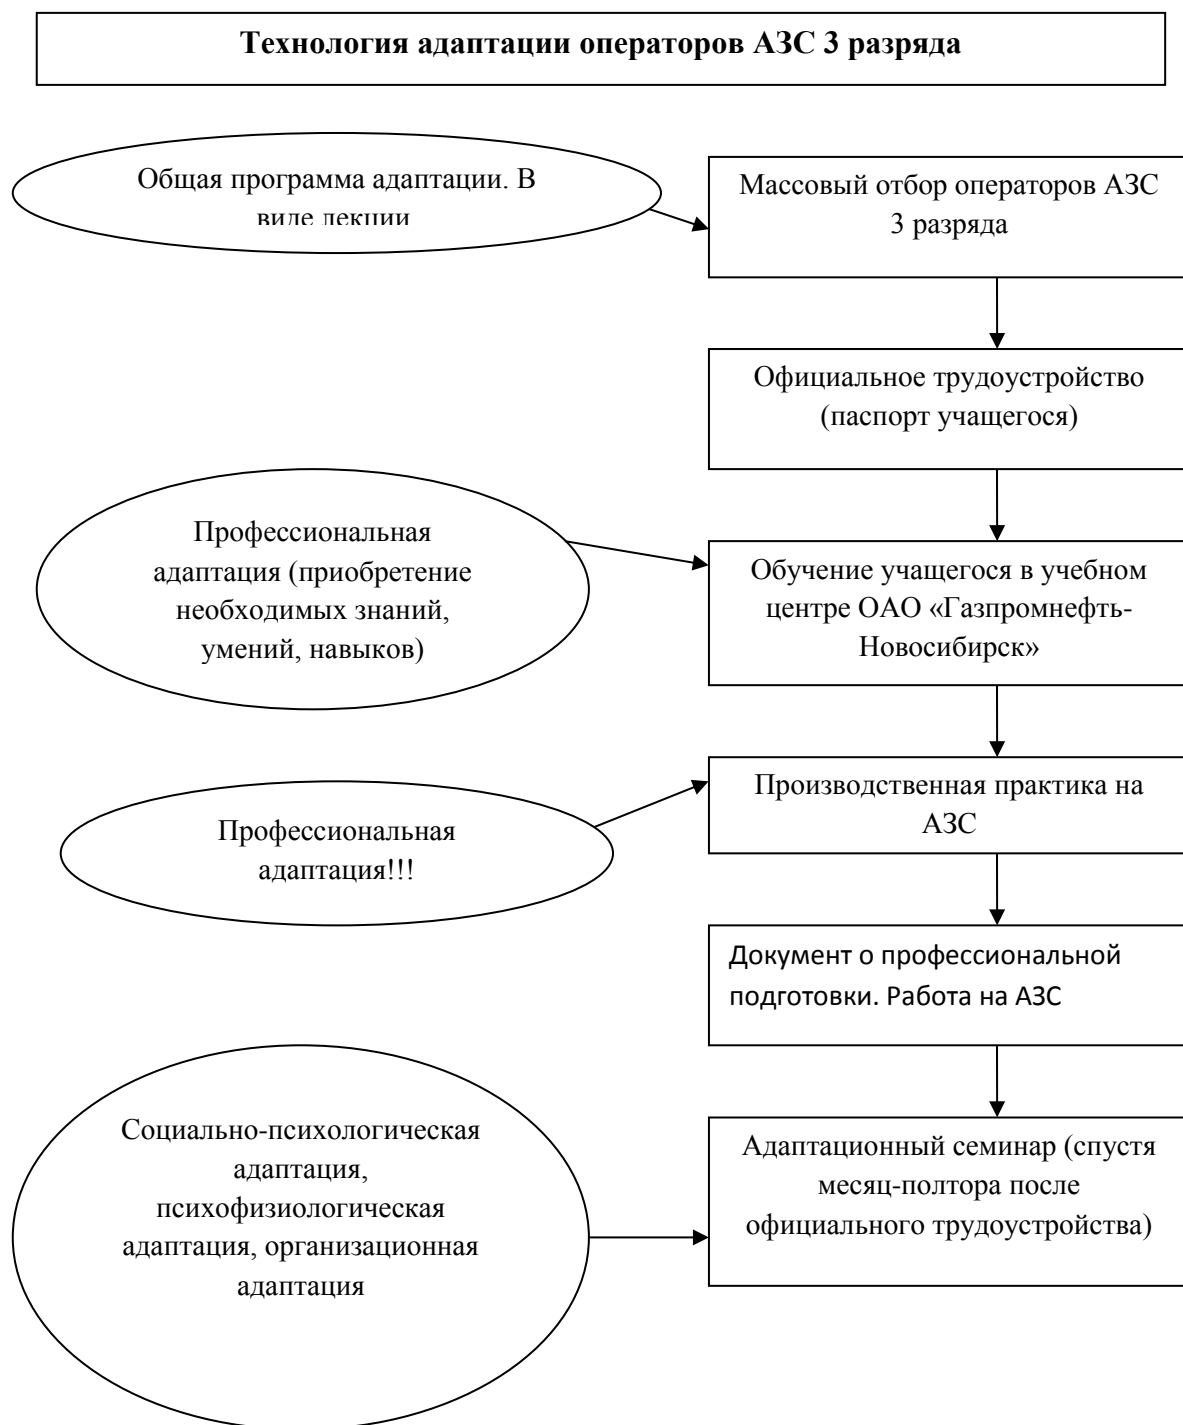 Технология адаптации операторов АЗС 3 разряда
Общая программа адаптации. В
виде лекции
Массовый отбор операторов АЗС
3 разряда
Официальное трудоустройство
(паспорт учащегося)
Профессиональная
адаптация (приобретение
необходимых знаний,
умений, навыков)
Обучение учащегося в учебном
центре ОАО «Газпромнефть-
Новосибирск»
Производственная практика на
АЗС
Профессиональная
адаптация!!!
Документ о профессиональной
подготовки. Работа на АЗС
Социально-психологическая
адаптация,
психофизиологическая
адаптация, организационная
адаптация
Адаптационный семинар (спустя
месяц-полтора после
официального трудоустройства)